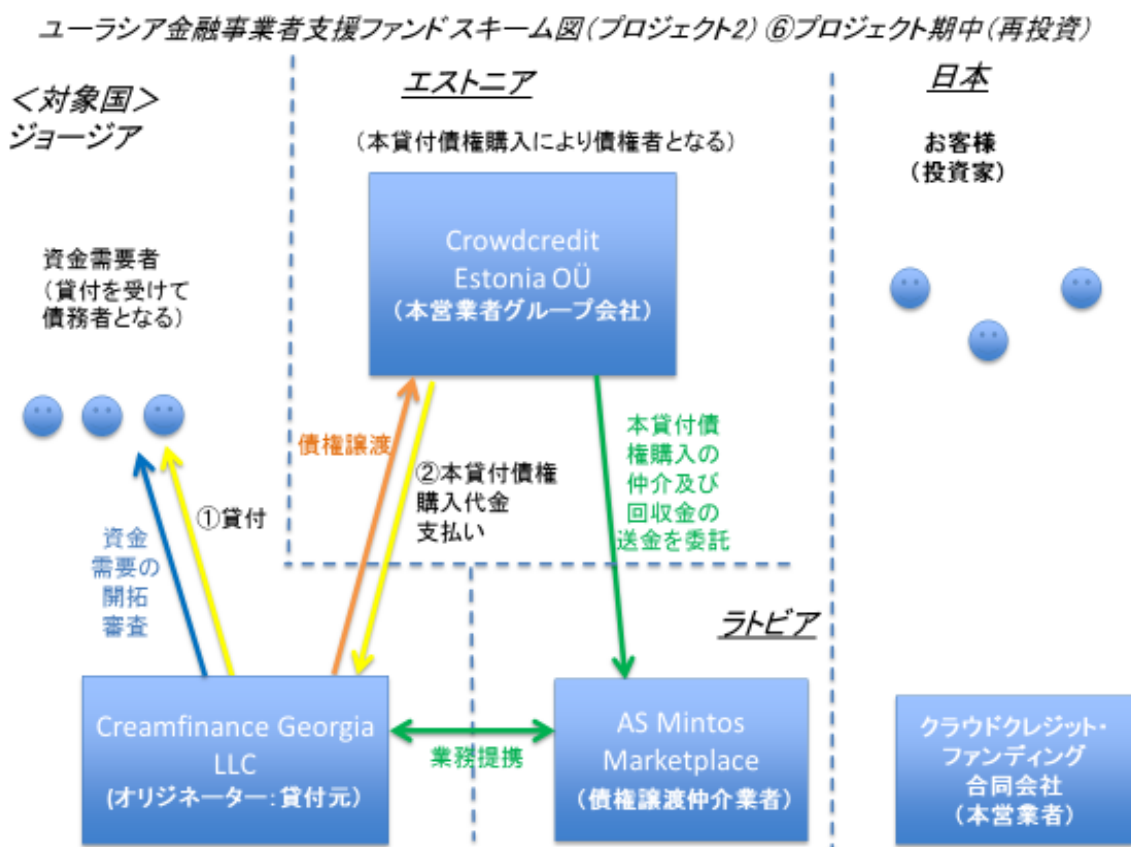 ユーラシア金融事業者支援ファンドスキーム図(プロジェクト2) ⑥プロジェクト期中(再投資)
<対象国>
ジョージア
エストニア
日本
(本貸付債権購入により債権者となる)
お客様
(投資家)
Crowdcredit
Estonia OÜ
(本営業者グループ会社)
資金需要者
(貸付を受けて
債務者となる)
債権譲渡
②本貸付債権
購入代金
支払い
本貸付債
権購入の
仲介及び
回収金の
送金を委託
①貸付
資金
需要の
開拓
審査
ラトビア
Creamfinance Georgia
LLC
(オリジネーター:貸付元)
業務提携
AS Mintos
Marketplace
(債権譲渡仲介業者)
クラウドクレジット・
ファンディング
合同会社
(本営業者)